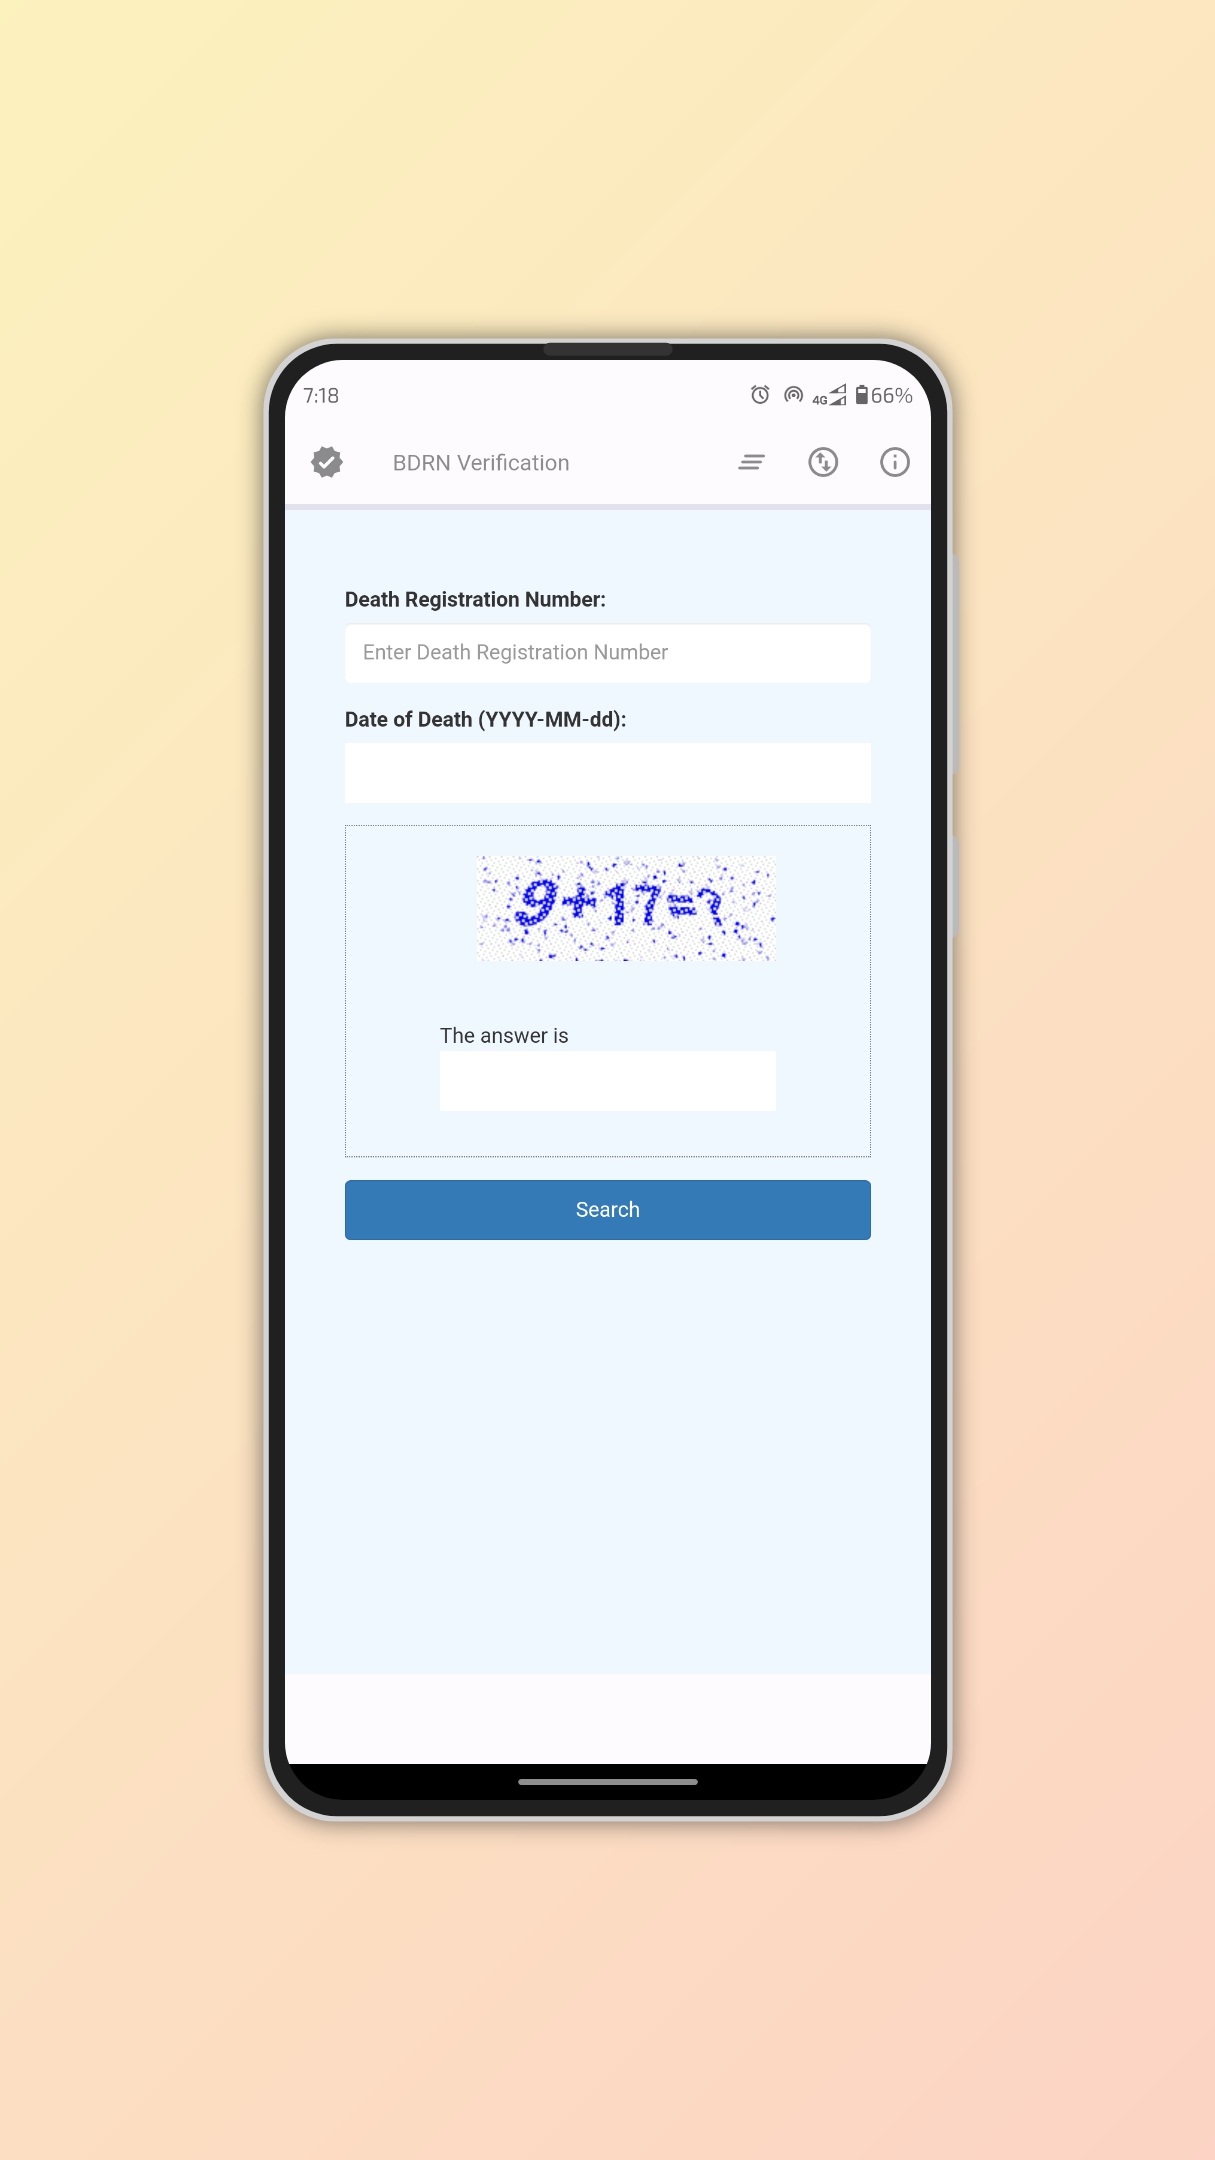 7:18
4G
66%
BDRN Verification
Death Registration Number:
Enter Death Registration Number
Date of Death (YYYY-MM-dd):
9+17=?
The answer is
Search